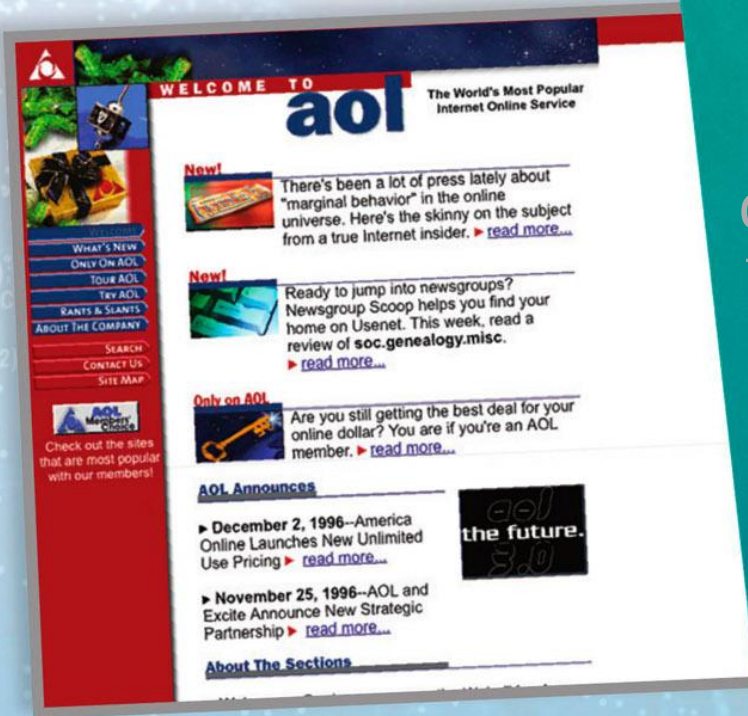 WELCOME TO
aol
The World's Most Popular
Internet Online Service
WELCOME
WHAT'S NEW
ONLY ON AOL
TOUR AOL
TRY AOL
RANTS & SLANTS
ABOUT THE COMPANY
SEARCH
CONTACT US
SITE MAP
AOL
Members'
Choice
Check out the sites
that are most popular
with our members!
New!
There's been a lot of press lately about
"marginal behavior" in the online
universe. Here's the skinny on the subject
from a true Internet insider. ► read more...
New!
Ready to jump into newsgroups?
Newsgroup Scoop helps you find your
home on Usenet. This week, read a
review of soc.genealogy.misc.
► read more...
Only on AOL
Are you still getting the best deal for your
online dollar? You are if you're an AOL
member. ► read more...
AOL Announces
► December 2, 1996--America
Online Launches New Unlimited
Use Pricing ► read more...
► November 25, 1996--AOL and
Excite Announce New Strategic
Partnership ► read more...
aol
the future.
3.0
About The Sections